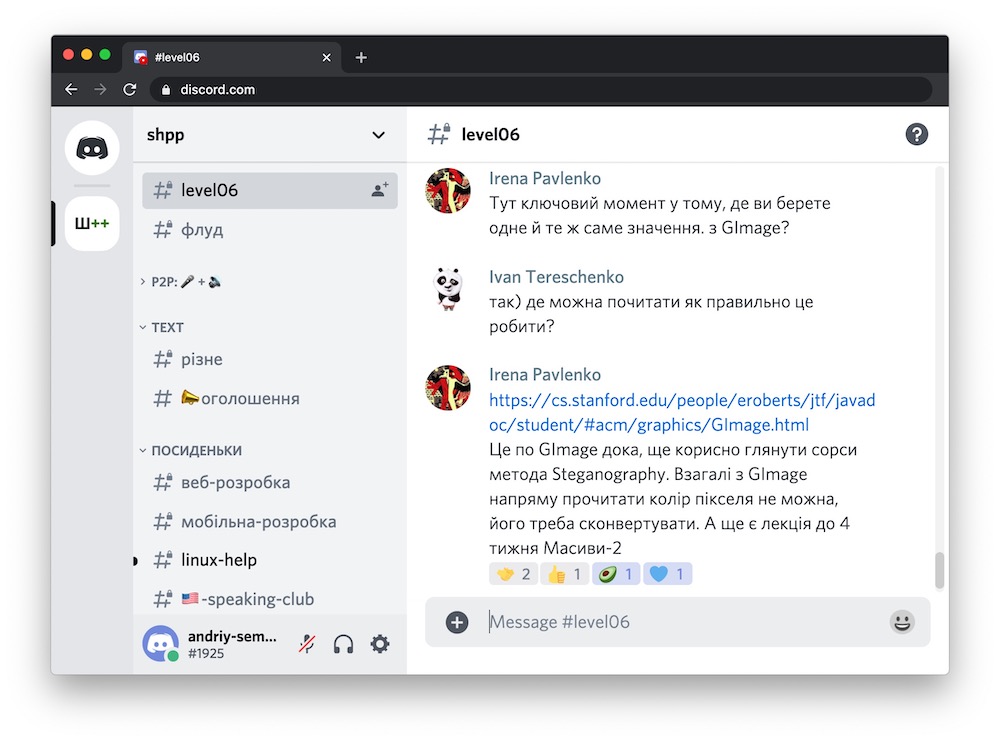 #level06
discord.com
Ш++
shpp
level06
флуд
P2P: 🎤 + 🔊
TEXT
різне
📣оголошення
ПОСИДЕНЬКИ
веб-розробка
мобільна-розробка
linux-help
🇺🇸-speaking-club
andriy-sem...
#1925
level06
Irena Pavlenko
Тут ключовий момент у тому, де ви берете
одне й те ж саме значення. з GImage?
Ivan Tereschenko
так) де можна почитати як правильно це
робити?
Irena Pavlenko
https://cs.stanford.edu/people/eroberts/jtf/javad
oc/student/#acm/graphics/GImage.html
Це по GImage дока, ще корисно глянути сорси
метода Steganography. Взагалі з GImage
напряму прочитати колір пікселя не можна,
його треба сконвертувати. А ще є лекція до 4
тижня Масиви-2
2 1 1 1
Message #level06